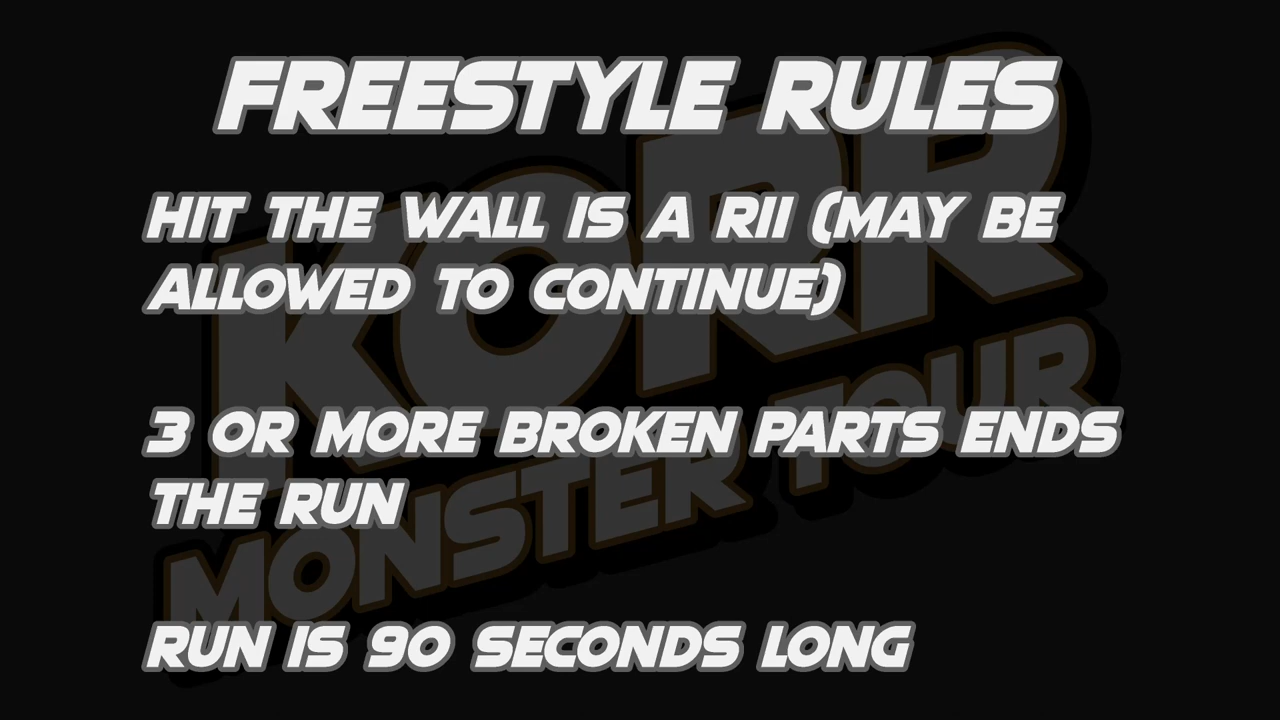 FREESTYLE RULES
HIT THE WALL IS A RII (MAY BE
ALLOWED TO CONTINUE)
3 OR MORE BROKEN PARTS ENDS
THE RUN
RUN IS 90 SECONDS LONG
KORR
MONSTER TOUR